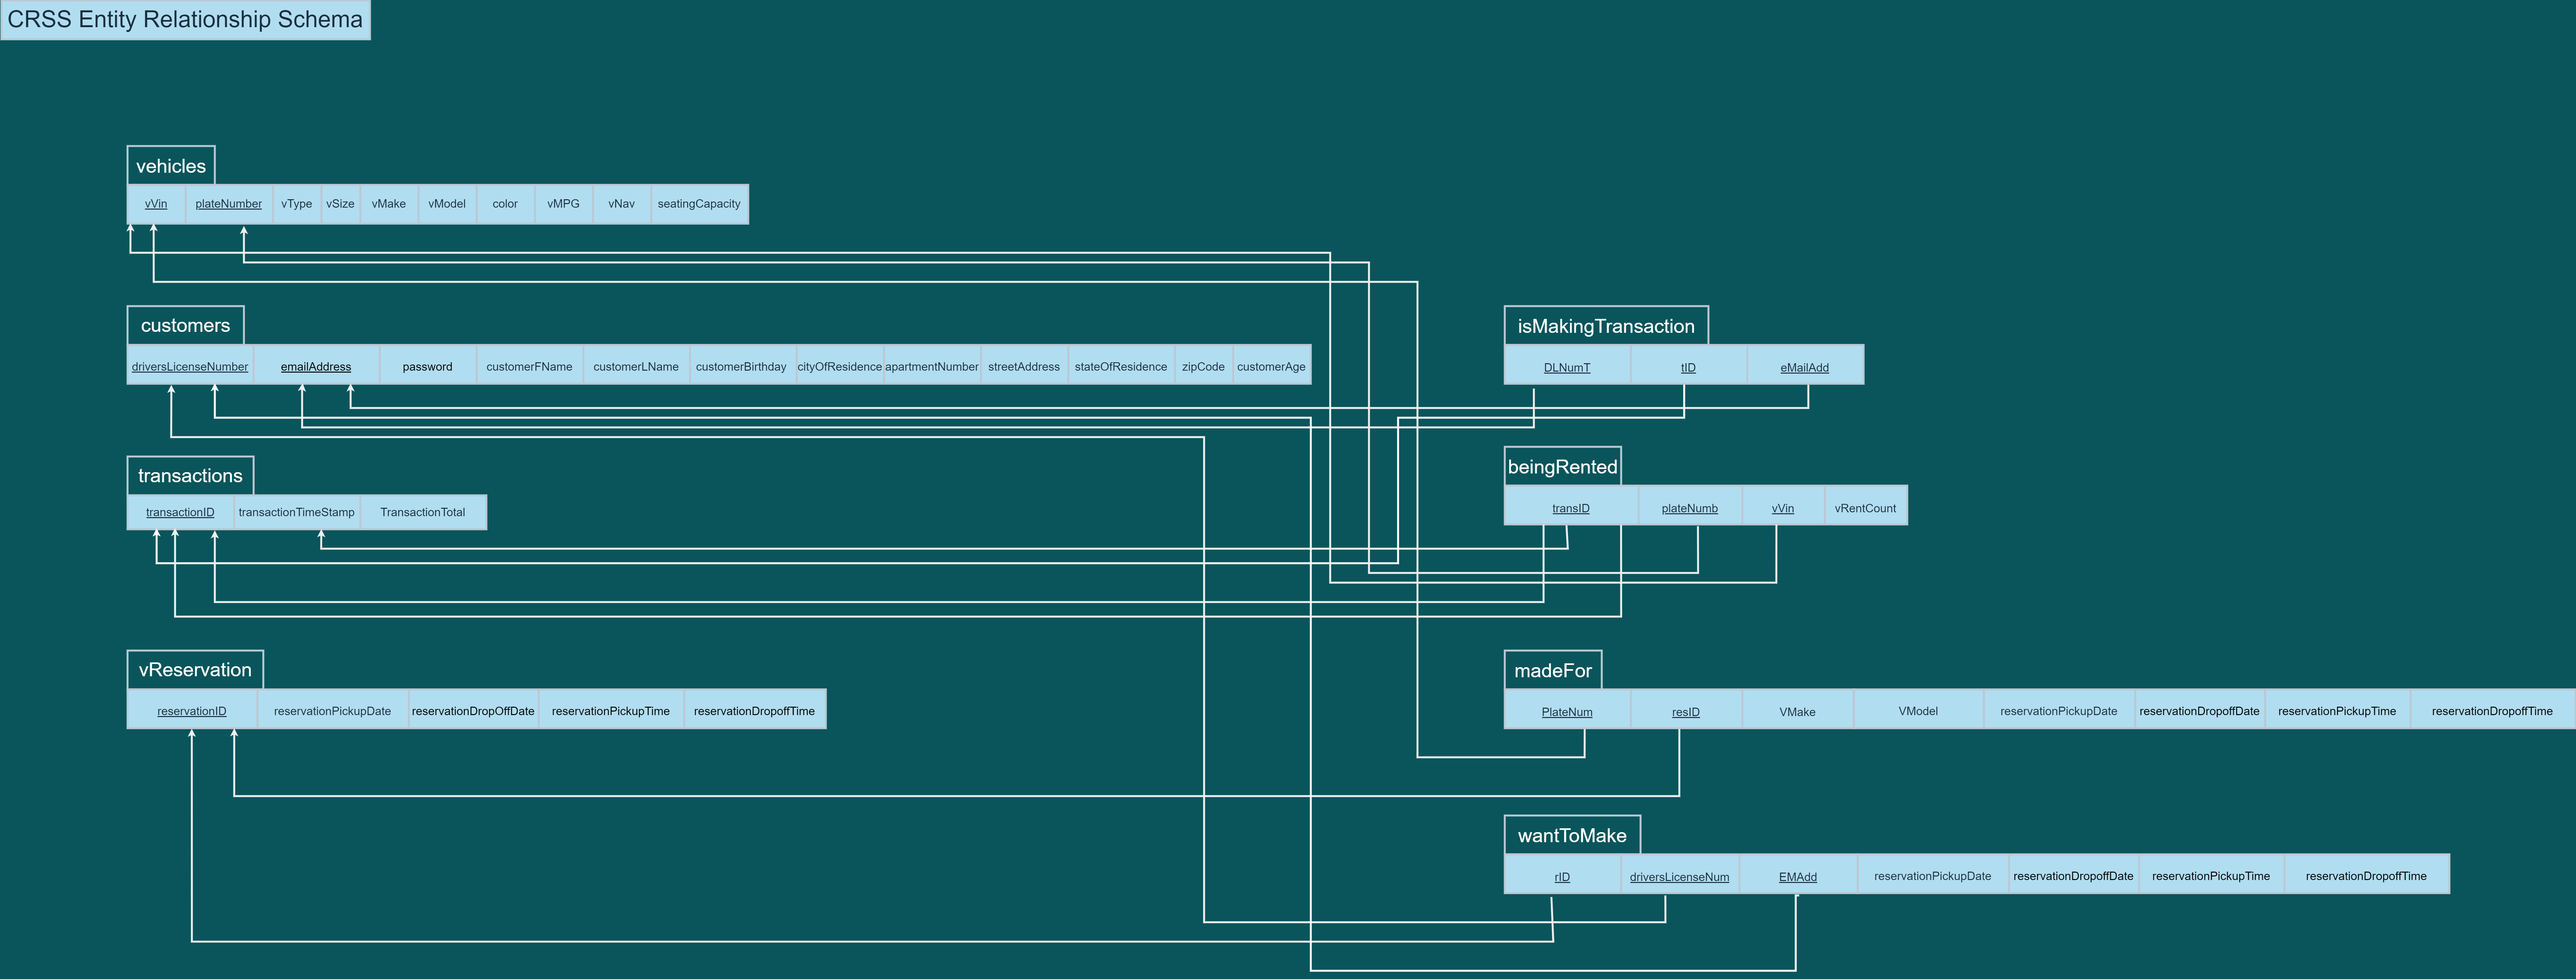 CRSS Entity Relationship Schema
vehicles
vVin plateNumber vType vSize vMake vModel color vMPG vNav seatingCapacity
customers
driversLicenseNumber emailAddress password customerFName customerLName customerBirthday cityOfResidence apartmentNumber streetAddress stateOfResidence zipCode customerAge
isMakingTransaction
DLNumT tID eMailAdd
transactions
transactionID transactionTimeStamp TransactionTotal
beingRented
transID plateNumb vVin vRentCount
vReservation
reservationID reservationPickupDate reservationDropOffDate reservationPickupTime reservationDropoffTime
madeFor
PlateNum resID VMake VModel reservationPickupDate reservationDropoffDate reservationPickupTime reservationDropoffTime
wantToMake
rID driversLicenseNum EMAdd reservationPickupDate reservationDropoffDate reservationPickupTime reservationDropoffTime